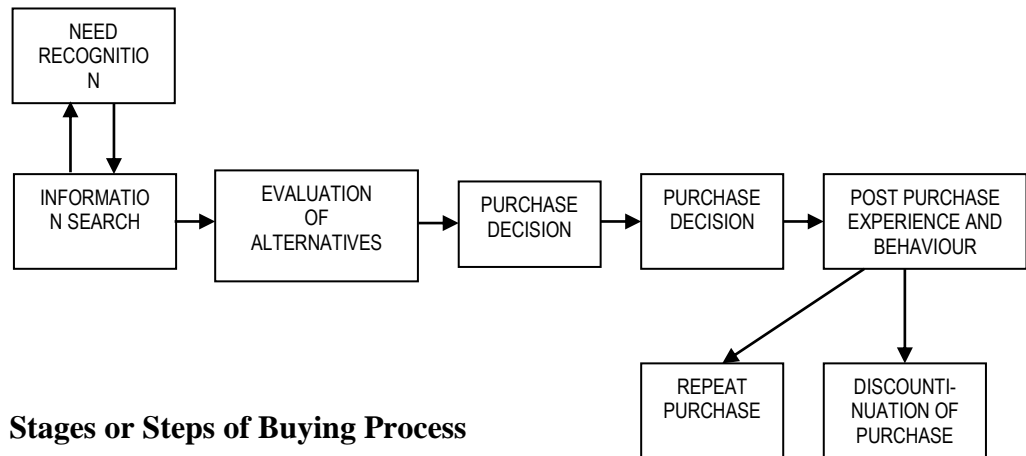 NEED
RECOGNITIO
N
INFORMATIO
N SEARCH
EVALUATION
OF
ALTERNATIVES
PURCHASE
DECISION
PURCHASE
DECISION
POST PURCHASE
EXPERIENCE AND
BEHAVIOUR
REPEAT
PURCHASE
DISCOUNTI-
NUATION OF
PURCHASE
Stages or Steps of Buying Process